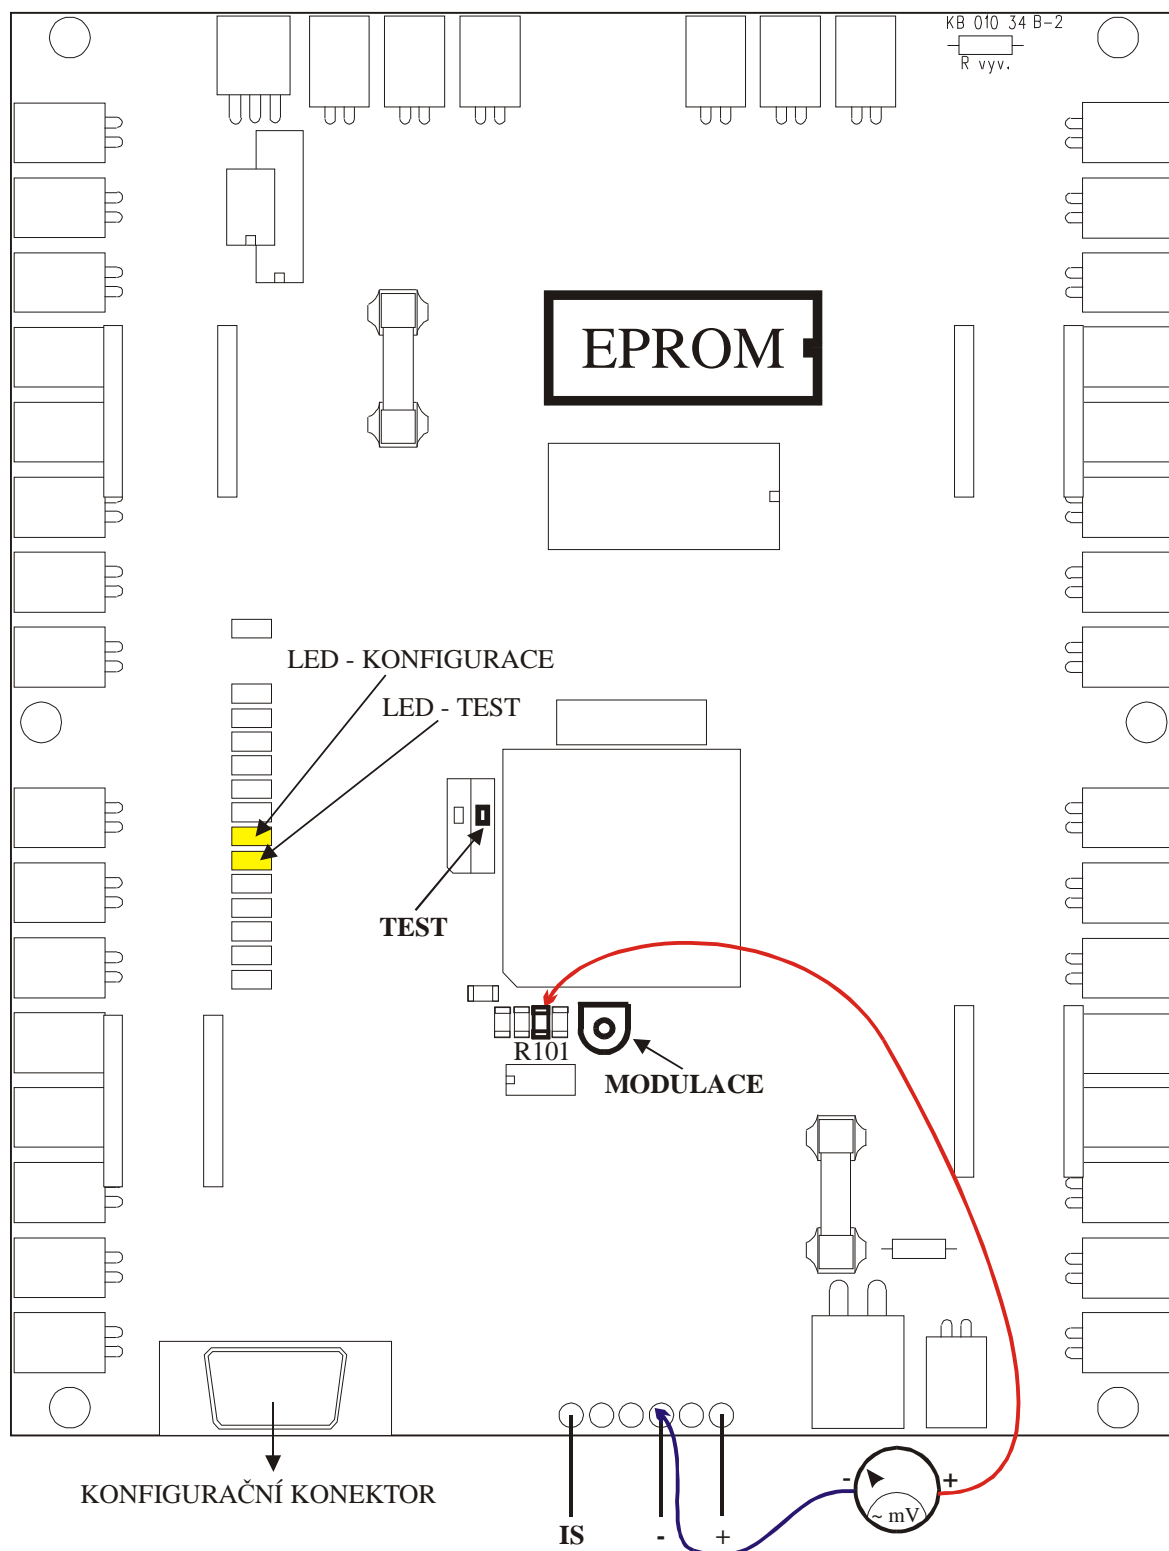 KB 010 34 B-2
R vyv.
EPROM
LED - KONFIGURACE
LED - TEST
TEST
R101
MODULACE
KONFIGURAČNÍ KONEKTOR
- +
~ mV
IS - +